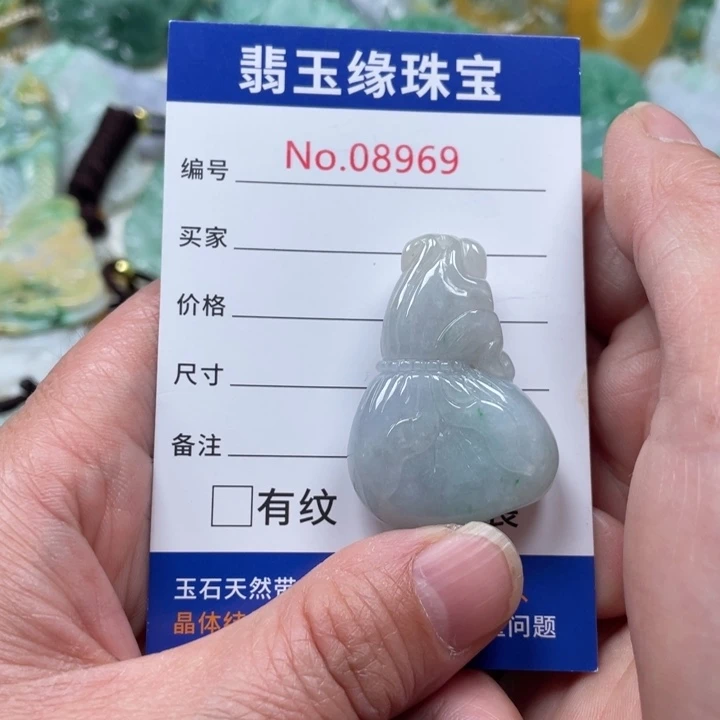 翡玉缘珠宝
编号 No.08969
买家
价格
尺寸
备注
□有纹
玉石天然带
晶体结 问题